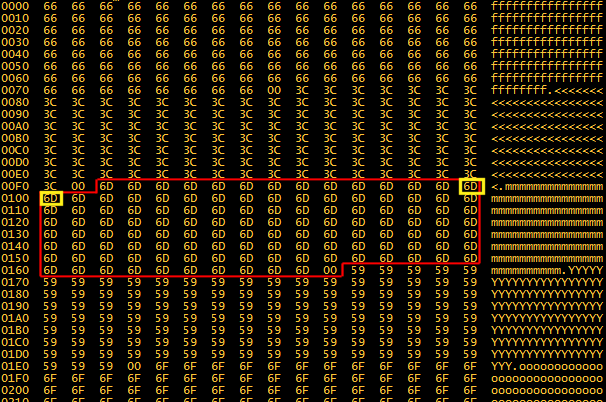 0000 66 66 66 66 66 66 66 66 66 66 66 66 66 66 66 66 ffffffffffffffff
0010 66 66 66 66 66 66 66 66 66 66 66 66 66 66 66 66 ffffffffffffffff
0020 66 66 66 66 66 66 66 66 66 66 66 66 66 66 66 66 ffffffffffffffff
0030 66 66 66 66 66 66 66 66 66 66 66 66 66 66 66 66 ffffffffffffffff
0040 66 66 66 66 66 66 66 66 66 66 66 66 66 66 66 66 ffffffffffffffff
0050 66 66 66 66 66 66 66 66 66 66 66 66 66 66 66 66 ffffffffffffffff
0060 66 66 66 66 66 66 66 66 66 66 66 66 66 66 66 66 ffffffffffffffff
0070 66 66 66 66 66 66 66 66 00 3C 3C 3C 3C 3C 3C 3C ffffffff.<<<<<<<
0080 3C 3C 3C 3C 3C 3C 3C 3C 3C 3C 3C 3C 3C 3C 3C 3C <<<<<<<<<<<<<<<<
0090 3C 3C 3C 3C 3C 3C 3C 3C 3C 3C 3C 3C 3C 3C 3C 3C <<<<<<<<<<<<<<<<
00A0 3C 3C 3C 3C 3C 3C 3C 3C 3C 3C 3C 3C 3C 3C 3C 3C <<<<<<<<<<<<<<<<
00B0 3C 3C 3C 3C 3C 3C 3C 3C 3C 3C 3C 3C 3C 3C 3C 3C <<<<<<<<<<<<<<<<
00C0 3C 3C 3C 3C 3C 3C 3C 3C 3C 3C 3C 3C 3C 3C 3C 3C <<<<<<<<<<<<<<<<
00D0 3C 3C 3C 3C 3C 3C 3C 3C 3C 3C 3C 3C 3C 3C 3C 3C <<<<<<<<<<<<<<<<
00E0 3C 3C 3C 3C 3C 3C 3C 3C 3C 3C 3C 3C 3C 3C 3C 3C <<<<<<<<<<<<<<<<
00F0 3C 00 6D 6D 6D 6D 6D 6D 6D 6D 6D 6D 6D 6D 6D 6D <.mmmmmmmmmmmmmm
0100 6D 6D 6D 6D 6D 6D 6D 6D 6D 6D 6D 6D 6D 6D 6D 6D mmmmmmmmmmmmmmmm
0110 6D 6D 6D 6D 6D 6D 6D 6D 6D 6D 6D 6D 6D 6D 6D 6D mmmmmmmmmmmmmmmm
0120 6D 6D 6D 6D 6D 6D 6D 6D 6D 6D 6D 6D 6D 6D 6D 6D mmmmmmmmmmmmmmmm
0130 6D 6D 6D 6D 6D 6D 6D 6D 6D 6D 6D 6D 6D 6D 6D 6D mmmmmmmmmmmmmmmm
0140 6D 6D 6D 6D 6D 6D 6D 6D 6D 6D 6D 6D 6D 6D 6D 6D mmmmmmmmmmmmmmmm
0150 6D 6D 6D 6D 6D 6D 6D 6D 6D 6D 6D 6D 6D 6D 6D 6D mmmmmmmmmmmmmmmm
0160 6D 6D 6D 6D 6D 6D 6D 6D 6D 6D 00 59 59 59 59 59 mmmmmmmmmm.YYYYY
0170 59 59 59 59 59 59 59 59 59 59 59 59 59 59 59 59 YYYYYYYYYYYYYYYY
0180 59 59 59 59 59 59 59 59 59 59 59 59 59 59 59 59 YYYYYYYYYYYYYYYY
0190 59 59 59 59 59 59 59 59 59 59 59 59 59 59 59 59 YYYYYYYYYYYYYYYY
01A0 59 59 59 59 59 59 59 59 59 59 59 59 59 59 59 59 YYYYYYYYYYYYYYYY
01B0 59 59 59 59 59 59 59 59 59 59 59 59 59 59 59 59 YYYYYYYYYYYYYYYY
01C0 59 59 59 59 59 59 59 59 59 59 59 59 59 59 59 59 YYYYYYYYYYYYYYYY
01D0 59 59 59 59 59 59 59 59 59 59 59 59 59 59 59 59 YYYYYYYYYYYYYYYY
01E0 59 59 59 00 6F 6F 6F 6F 6F 6F 6F 6F 6F 6F 6F 6F YYY.oooooooooooo
01F0 6F 6F 6F 6F 6F 6F 6F 6F 6F 6F 6F 6F 6F 6F 6F 6F oooooooooooooooo
0200 6F 6F 6F 6F 6F 6F 6F 6F 6F 6F 6F 6F 6F 6F 6F 6F oooooooooooooooo